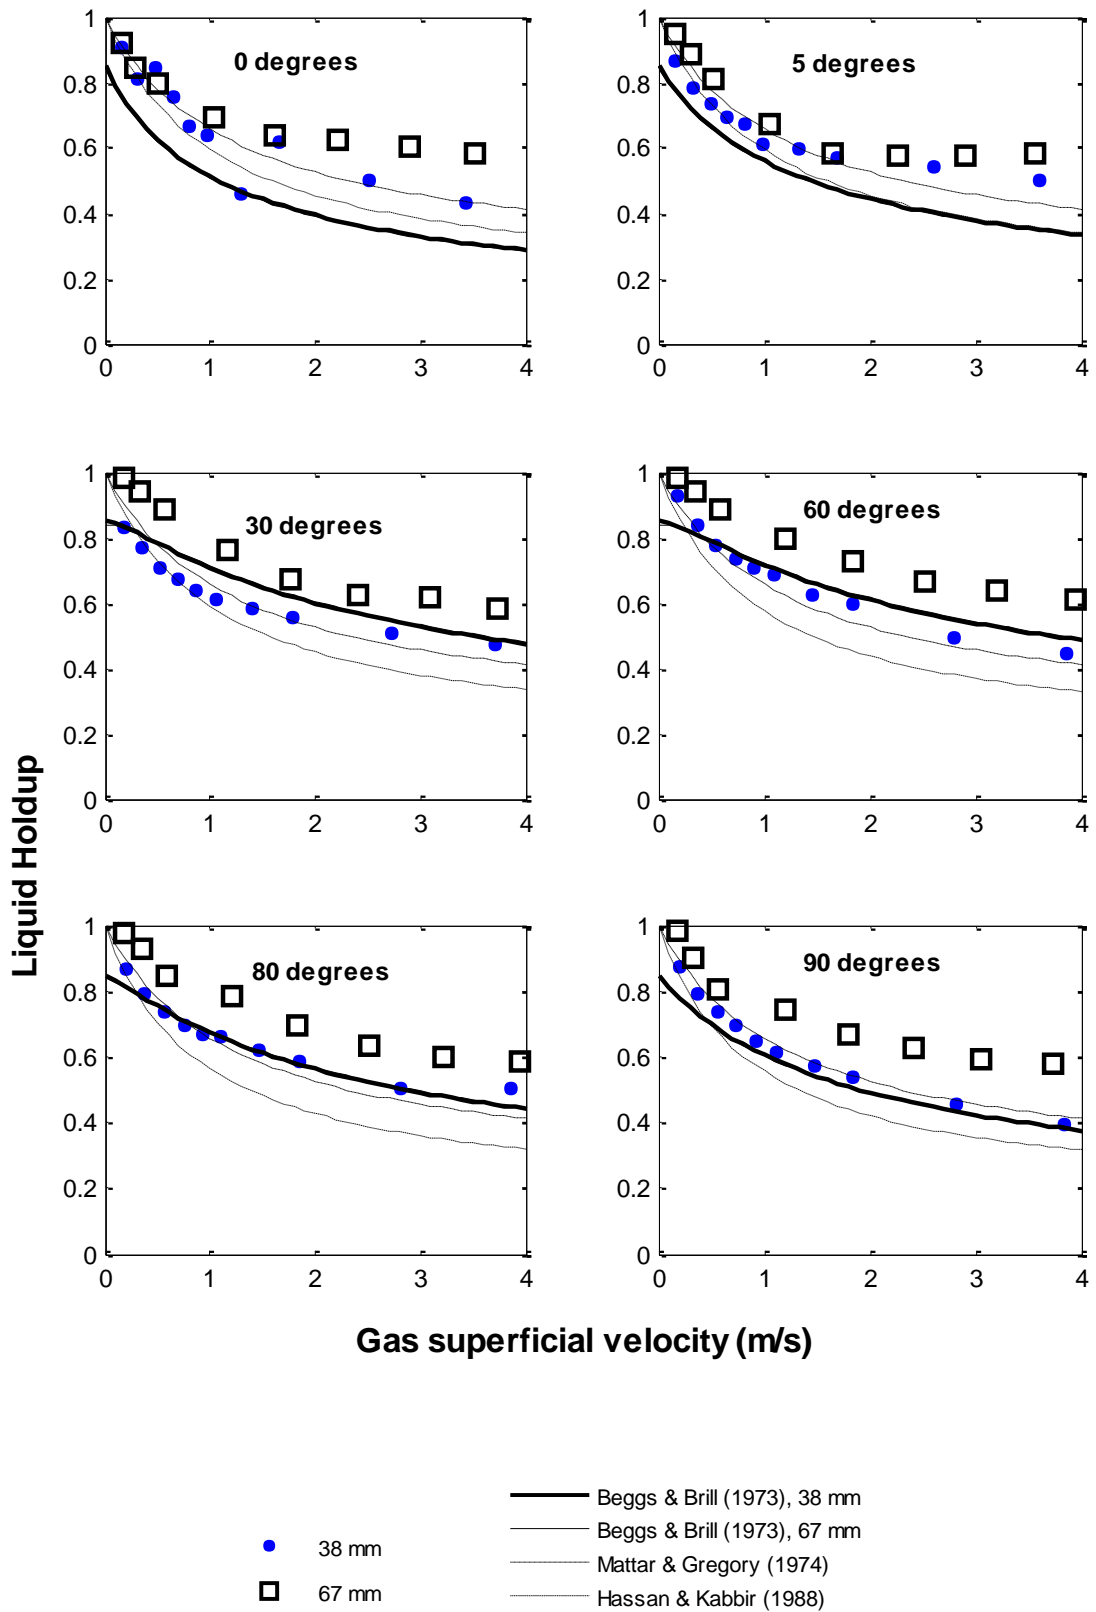 1
0.8
0.6
0.4
0.2
0
0 1 2 3 4
0 degrees
1
0.8
0.6
0.4
0.2
0
0 1 2 3 4
5 degrees
1
0.8
0.6
0.4
0.2
0
0 1 2 3 4
30 degrees
1
0.8
0.6
0.4
0.2
0
0 1 2 3 4
60 degrees
Liquid Holdup
1
0.8
0.6
0.4
0.2
0
0 1 2 3 4
80 degrees
1
0.8
0.6
0.4
0.2
0
0 1 2 3 4
90 degrees
Gas superficial velocity (m/s)
38 mm
67 mm
Beggs & Brill (1973), 38 mm
Beggs & Brill (1973), 67 mm
Mattar & Gregory (1974)
Hassan & Kabbir (1988)